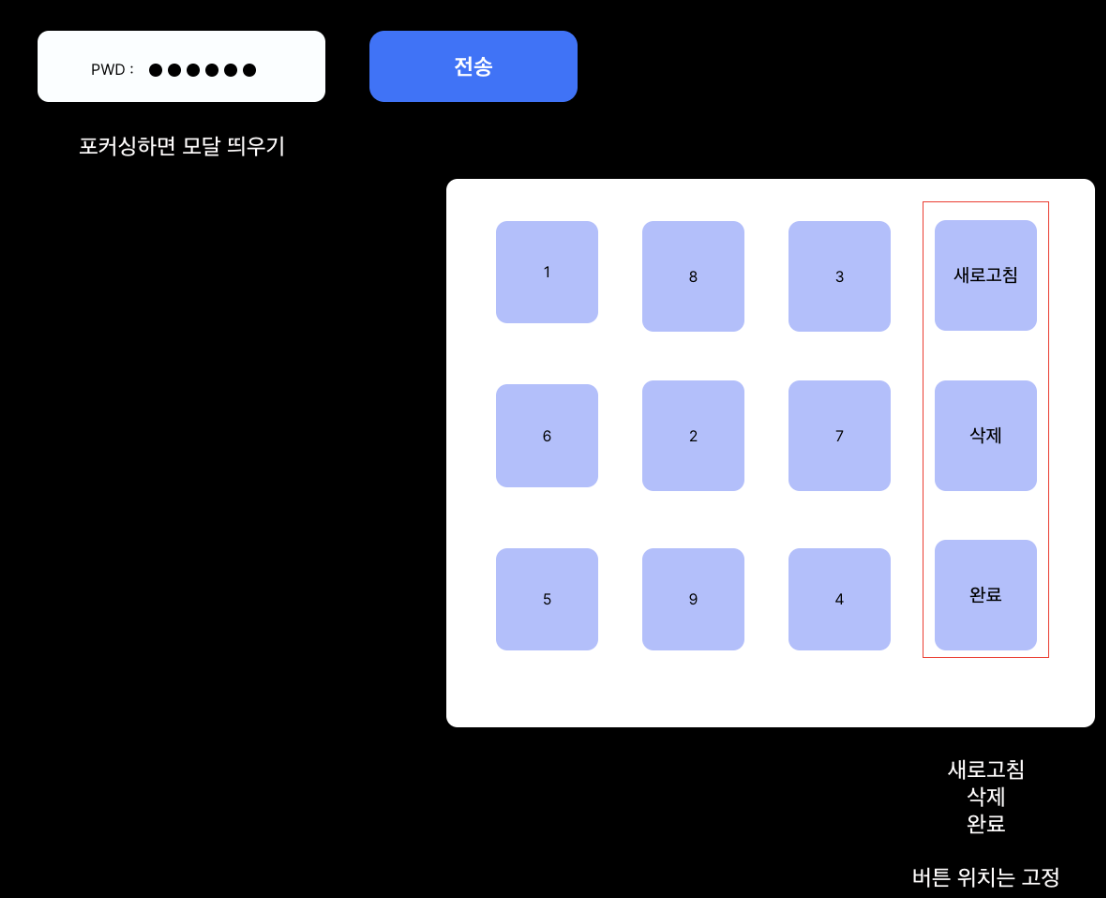 PWD : ●●●●●●
전송
포커싱하면 모달 띄우기
1 8 3 새로고침
6 2 7 삭제
5 9 4 완료
새로고침
삭제
완료
버튼 위치는 고정